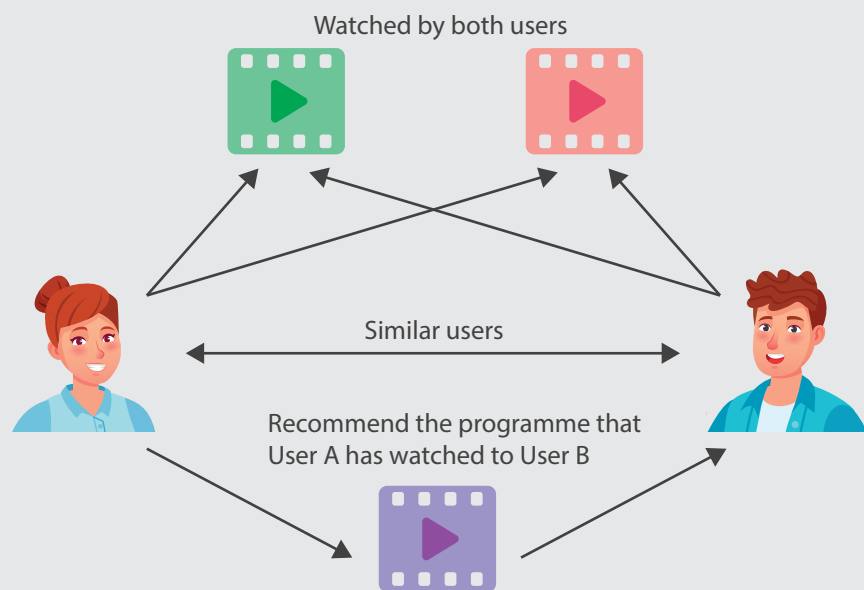 Watched by both users
Similar users
Recommend the programme that
User A has watched to User B